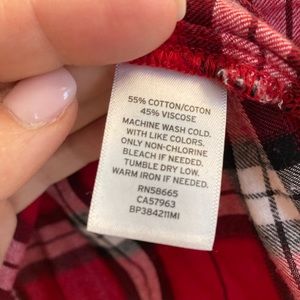 55% COTTON/COTON
45% VISCOSE
MACHINE WASH COLD.
WITH LIKE COLORS.
ONLY NON-CHLORINE
BLEACH IF NEEDED.
TUMBLE DRY LOW.
WARM IRON IF NEEDED.
RN58665
CA57963
BP384211MI